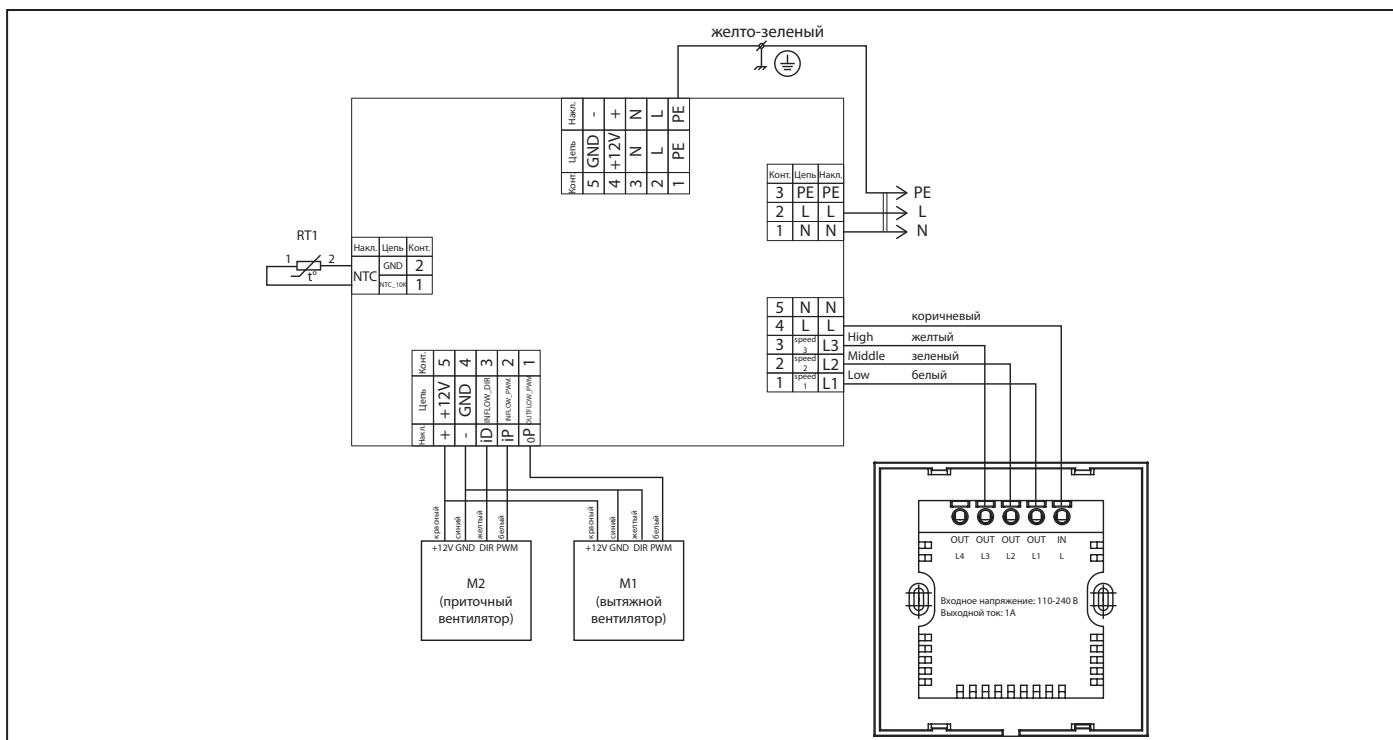 желто-зеленый
Накл. - + N L PE
Цепь GND +12V N L PE
Конт. 5 4 3 2 1
Конт. Цепь Накл.
3 PE PE
2 L L
1 N N
PE
L
N
RT1
1 2
t°
Накл. Цепь Конт.
NTC
GND 2
NTC_10K 1
5 N N
4 L L
3 speed 3 L3
2 speed 2 L2
1 speed 1 L1
коричневый
High желтый
Middle зеленый
Low белый
Конт. 5 4 3 2 1
Цепь +12V GND INFLOW_DIR INFLOW_PWM OUTFLOW_PWM
Накл. + - iD iP oP
красный синий желтый белый
+12V GND DIR PWM
M2
(приточный
вентилятор)
красный синий желтый белый
+12V GND DIR PWM
M1
(вытяжной
вентилятор)
OUT OUT OUT OUT IN
L4 L3 L2 L1 L
Входное напряжение: 110-240 В
Выходной ток: 1А